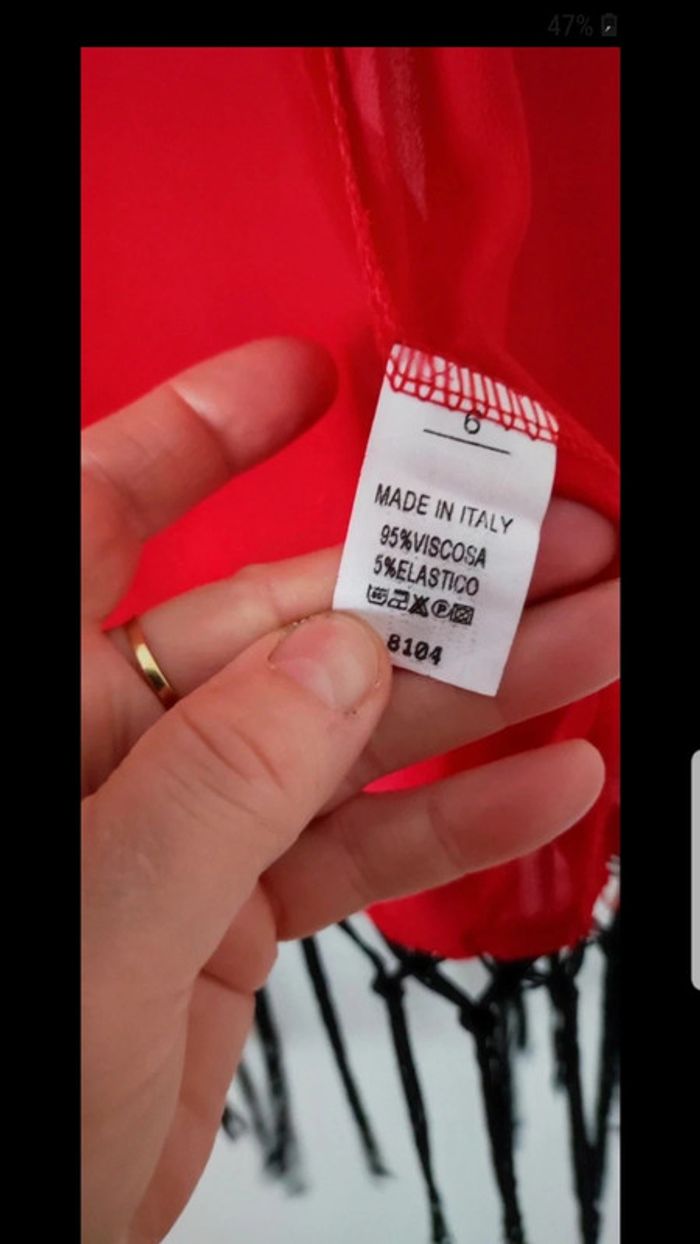 47%
6
MADE IN ITALY
95%VISCOSA
5%ELASTICO
8104